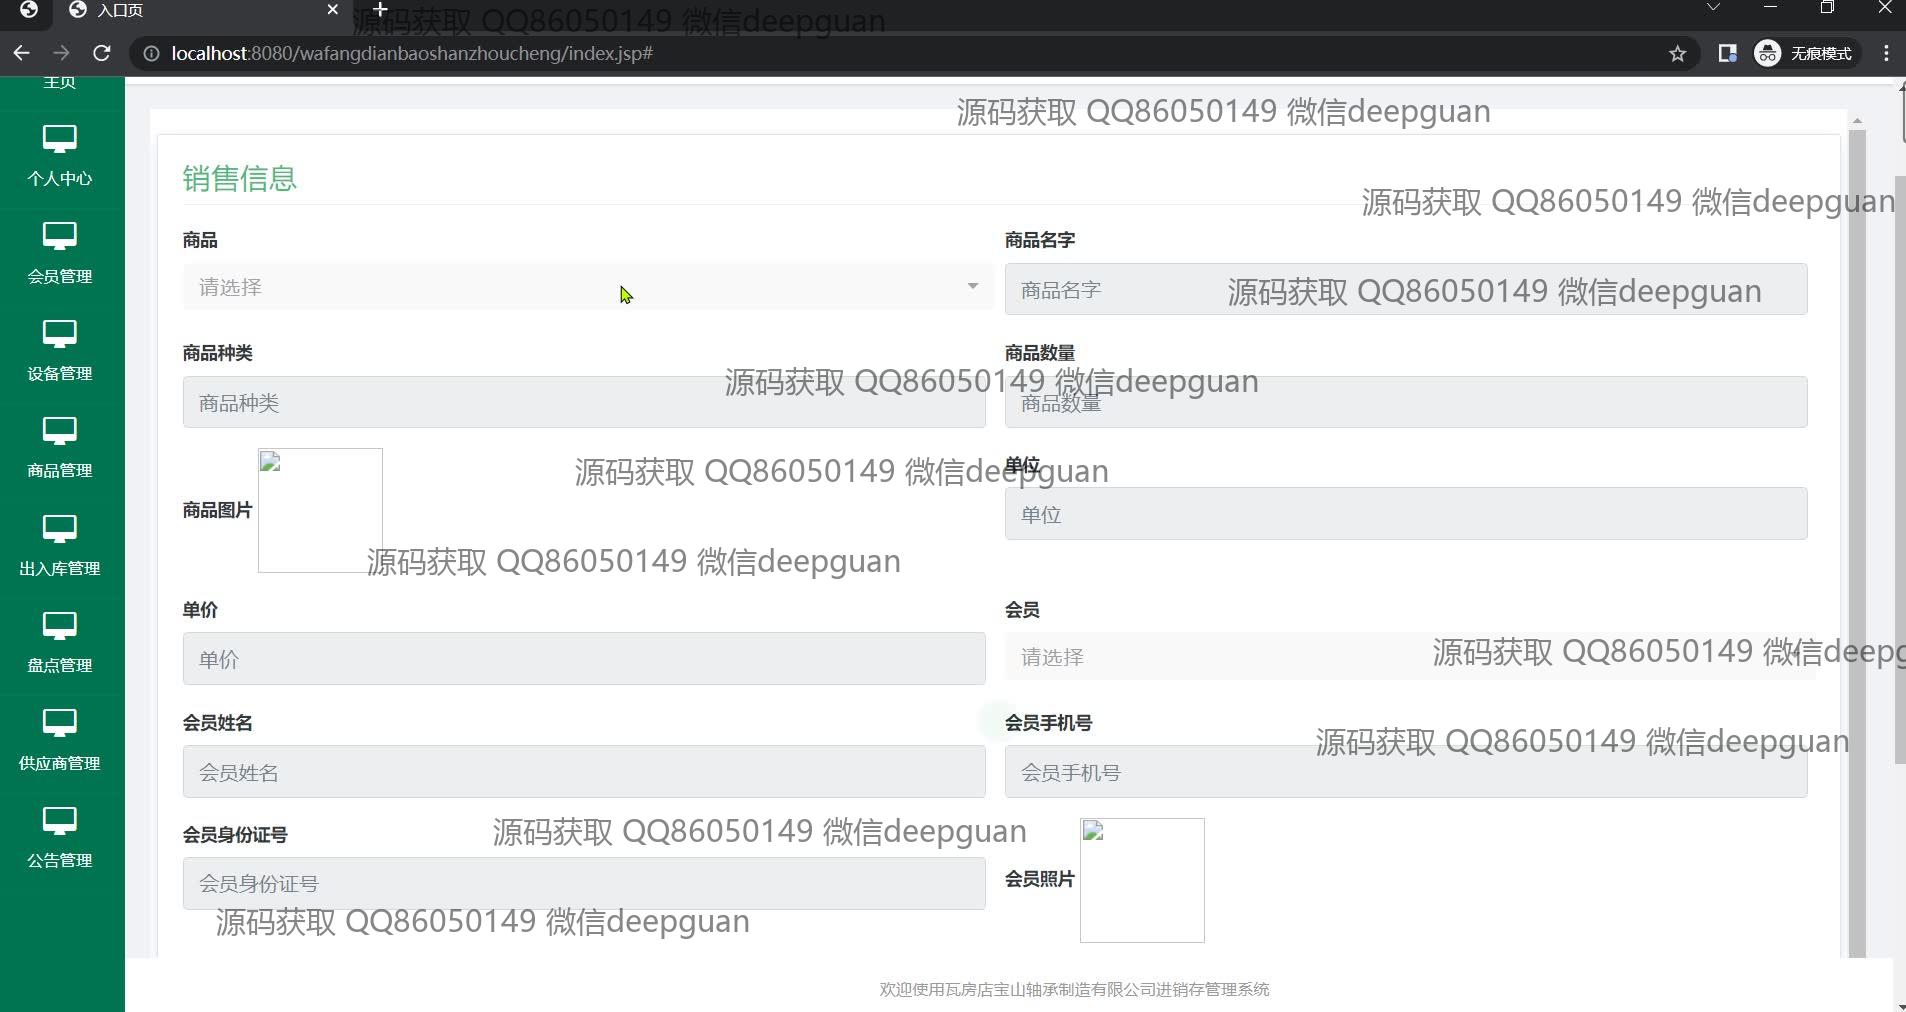 入口页
源码获取 QQ86050149 微信deepguan
localhost:8080/wafangdianbaoshanzhoucheng/index.jsp#
无痕模式
主页
源码获取 QQ86050149 微信deepguan
个人中心
销售信息
源码获取 QQ86050149 微信deepguan
商品
商品名字
会员管理
请选择
商品名字
源码获取 QQ86050149 微信deepguan
商品种类
商品数量
设备管理
源码获取 QQ86050149 微信deepguan
商品种类
商品数量
商品管理
源码获取 QQ86050149 微信deepguan
单位
商品图片
单位
出入库管理
源码获取 QQ86050149 微信deepguan
单价
会员
盘点管理
单价
请选择
源码获取 QQ86050149 微信deepg
会员姓名
会员手机号
供应商管理
源码获取 QQ86050149 微信deepguan
会员姓名
会员手机号
会员身份证号
源码获取 QQ86050149 微信deepguan
公告管理
会员身份证号
会员照片
源码获取 QQ86050149 微信deepguan
欢迎使用瓦房店宝山轴承制造有限公司进销存管理系统